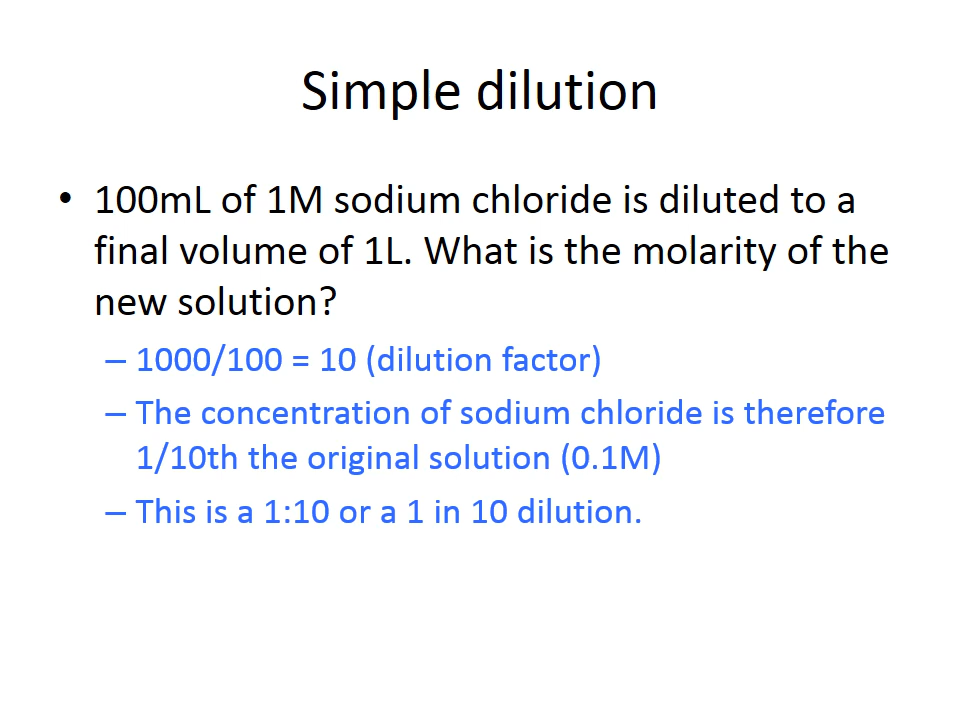 Simple dilution
• 100mL of 1M sodium chloride is diluted to a
final volume of 1L. What is the molarity of the
new solution?
– 1000/100 = 10 (dilution factor)
– The concentration of sodium chloride is therefore
1/10th the original solution (0.1M)
– This is a 1:10 or a 1 in 10 dilution.